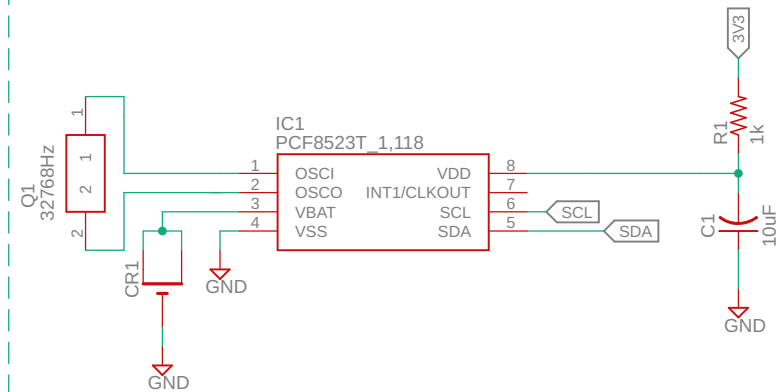 3V3
IC1
PCF8523T_1,118
R1
1k
1
Q1
32768Hz
1
2
2
1 OSCI VDD 8
2 OSCO INT1/CLKOUT 7
3 VBAT SCL 6 SCL
4 VSS SDA 5 SDA
C1
10uF
CR1
GND
GND
GND